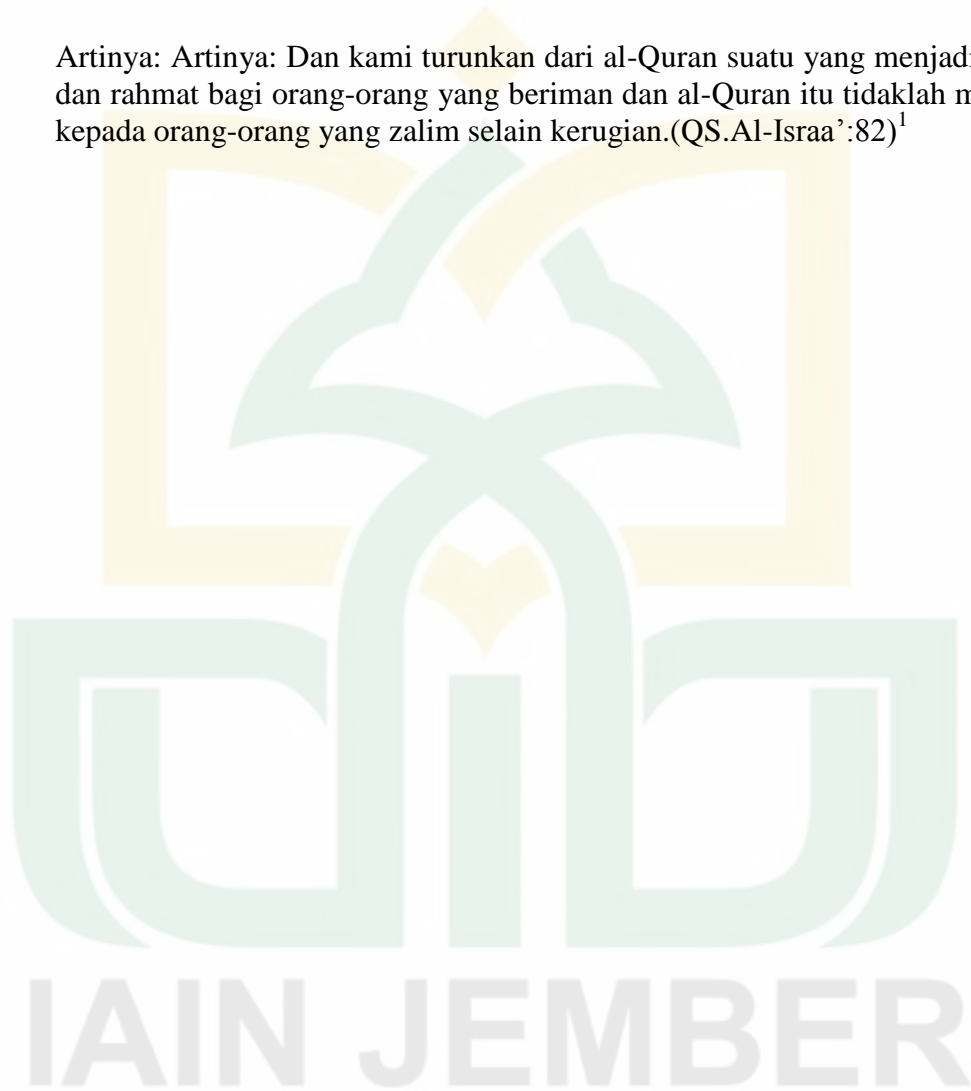 Artinya: Artinya: Dan kami turunkan dari al-Quran suatu yang menjadi
dan rahmat bagi orang-orang yang beriman dan al-Quran itu tidaklah
kepada orang-orang yang zalim selain kerugian.(QS.Al-Israa’:82)¹
IAIN JEMBER